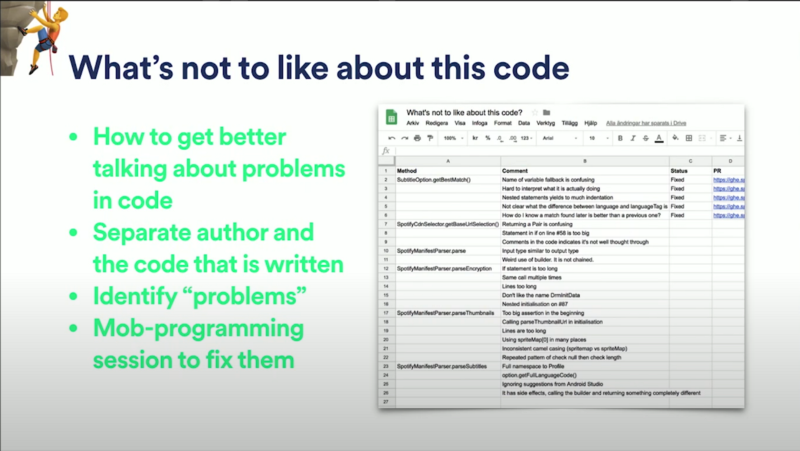 What's not to like about this code
• How to get better
talking about problems
in code
• Separate author and
the code that is written
• Identify “problems”
• Mob-programming
session to fix them
What's not to like about this code?
Arkiv Redigera Visa Infoga Format Data Verktyg Tillägg Hjälp Alla ändringar har sparats i Drive
100% kr % .0 .00 123 Arial 10 B I S A
fx
A B C D
1 Method Comment Status PR
2 SubtitleOption.getBestMatch() Name of variable fallback is confusing Fixed https://ghe.s
3 Hard to interpret what it is actually doing Fixed https://ghe.s
4 Nested statements yields to much indentation Fixed https://ghe.s
5 Not clear what the difference between language and languageTag is Fixed https://ghe.s
6 How do I know a match found later is better than a previous one? Fixed https://ghe.s
7 SpotifyCdnSelector.getBaseUrlSelection() Returning a Pair is confusing
8 Statement in if on line #58 is too big
9 Comments in the code indicates it's not well thought through
10 SpotifyManifestParser.parse Input type similar to output type
11 Weird use of builder. It is not chained.
12 SpotifyManifestParser.parseEncryption if statement is too long
13 Same call multiple times
14 Lines too long
15 Don't like the name DrmInitData
16 Nested initialisation on #87
17 SpotifyManifestParser.parseThumbnails Too big assertion in the beginning
18 Calling parseThumbnailUrl in initialisation
19 Lines are too long
20 Using spriteMap[0] in many places
21 Inconsistent camel casing (spritemap vs spriteMap)
22 Repeated pattern of check null then check length
23 SpotifyManifestParser.parseSubtitles Full namespace to Profile
24 option.getFullLanguageCode()
25 Ignoring suggestions from Android Studio
26 It has side effects, calling the builder and returning something completely different
27